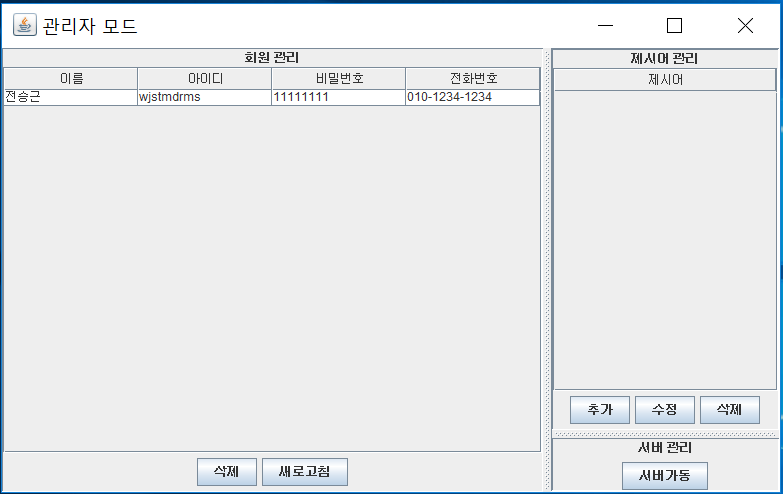 관리자 모드
회원 관리
이름 아이디 비밀번호 전화번호
전승근 wjstmdrms 11111111 010-1234-1234
삭제 새로고침
제시어 관리
제시어
추가 수정 삭제
서버 관리
서버가동